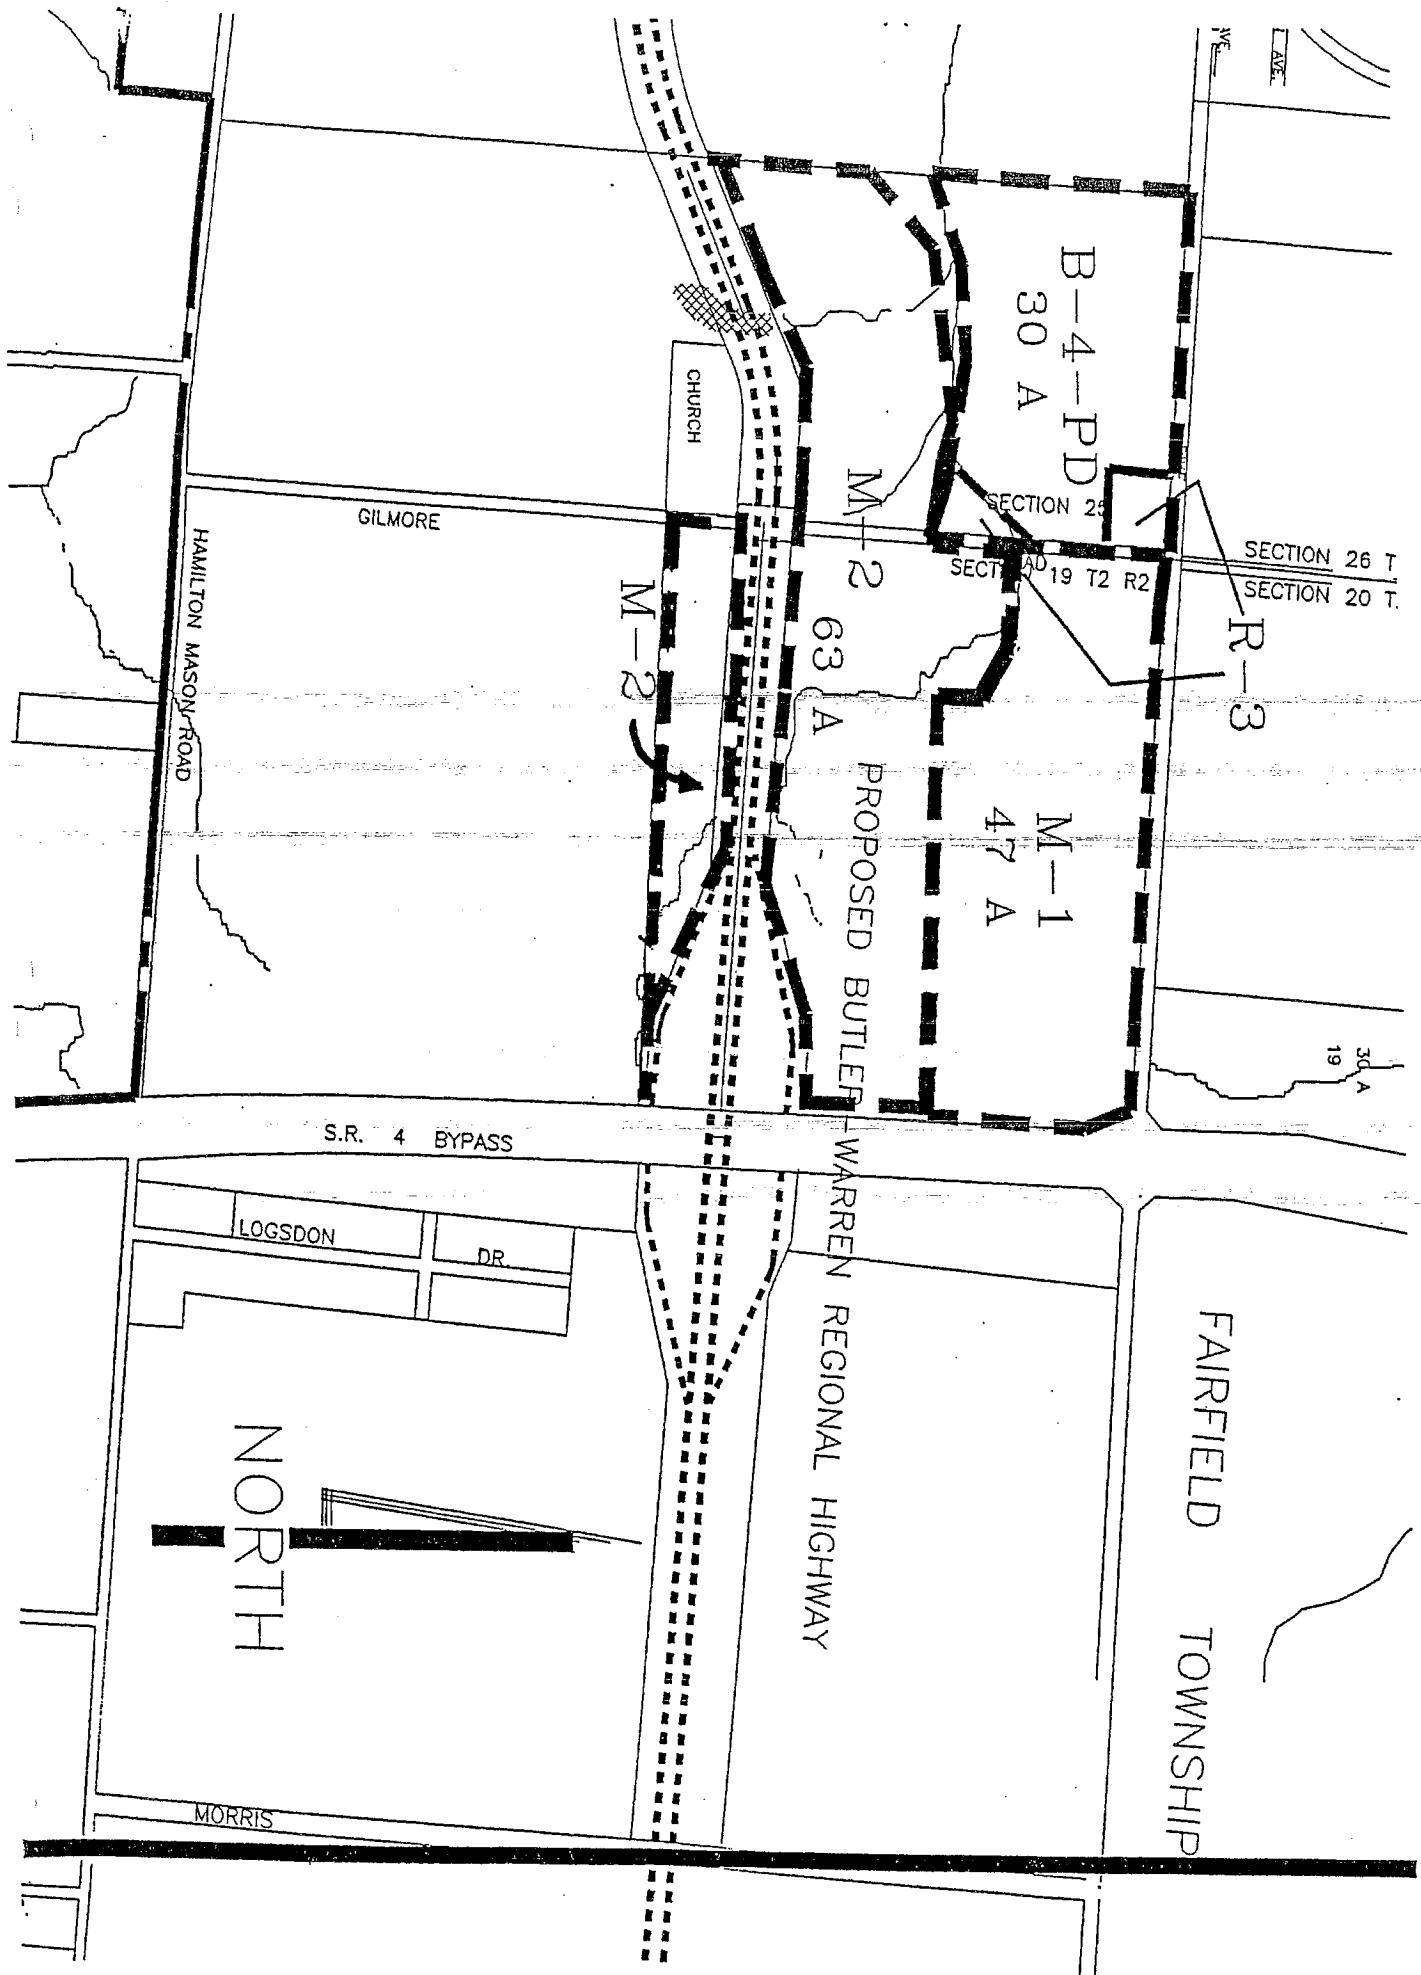 AVE.
AVE.
B-4-PD
30 A
CHURCH
M-2
63 A
SECTION 25
SECTION 26 T
SECTION 19 T2 R2
SECTION 20 T.
GILMORE
HAMILTON MASON ROAD
M-2
R-3
M-1
47 A
PROPOSED BUTLER-WARREN REGIONAL HIGHWAY
30 A
19
S.R. 4 BYPASS
LOGSDON DR.
FAIRFIELD TOWNSHIP
NORTH
MORRIS